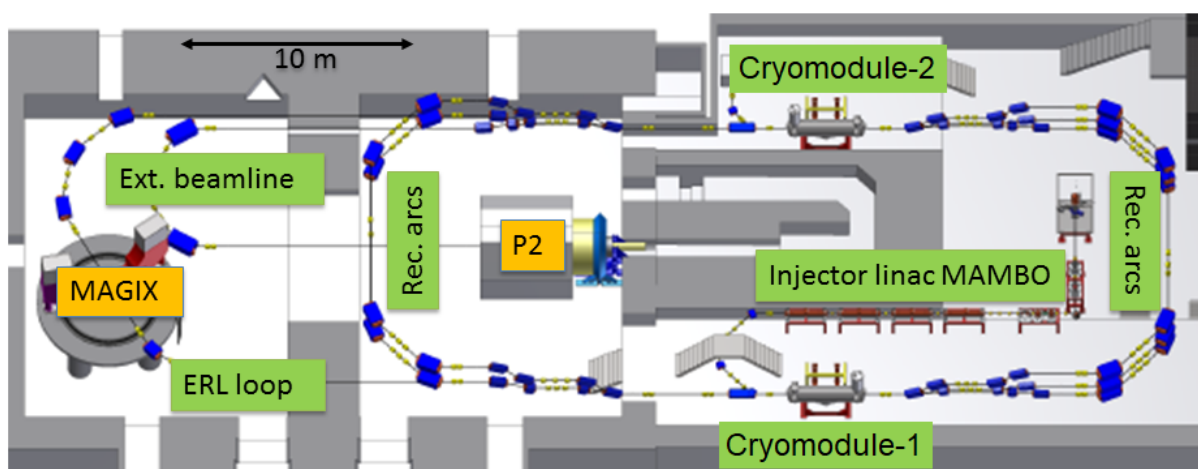 10 m
Cryomodule-2
Ext. beamline
Rec. arcs
P2
Rec. arcs
MAGIX
Injector linac MAMBO
ERL loop
Cryomodule-1